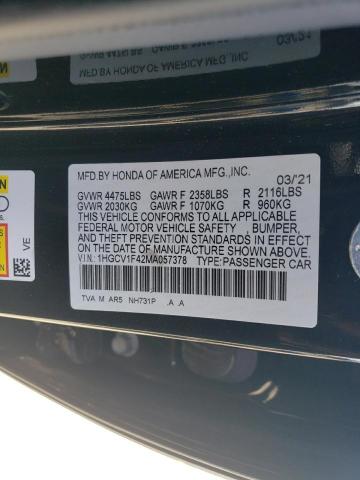 MFD BY HONDA OF AMERICA MFG.,INC.
03/'21
GVWR 4475LBS GAWR F 2358LBS R 2116LBS
GVWR 2030KG GAWR F 1070KG R 960KG
THIS VEHICLE CONFORMS TO ALL APPLICABLE
FEDERAL MOTOR VEHICLE SAFETY , BUMPER,
AND THEFT PREVENTION STANDARDS IN EFFECT
ON THE DATE OF MANUFACTURE SHOWN ABOVE.
V.I.N: 1HGCV1F42MA057378 TYPE:PASSENGER CAR
TVA M AR5 NH731P .A .A
VE